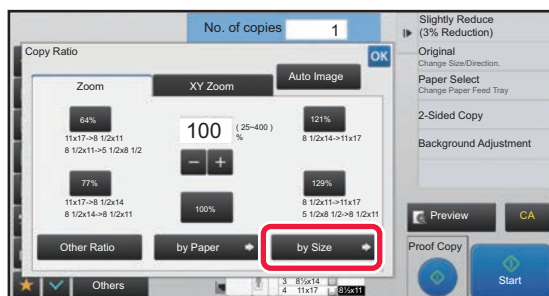 No. of copies 1
Slightly Reduce
(3% Reduction)
Original
Change Size/Direction.
Paper Select
Change Paper Feed Tray
2-Sided Copy
Background Adjustment
Copy Ratio
OK
Zoom
XY Zoom
Auto Image
64%
11x17->8 1/2x11
8 1/2x11->5 1/2x8 1/2
100
(25~400)
%
121%
8 1/2x14->11x17
77%
11x17->8 1/2x14
8 1/2x14->8 1/2x11
100%
129%
8 1/2x11->11x17
5 1/2x8 1/2->8 1/2x11
Other Ratio
by Paper
by Size
Preview
CA
Proof Copy
Start
Others
3 8½x14
4 11x17
8½x11